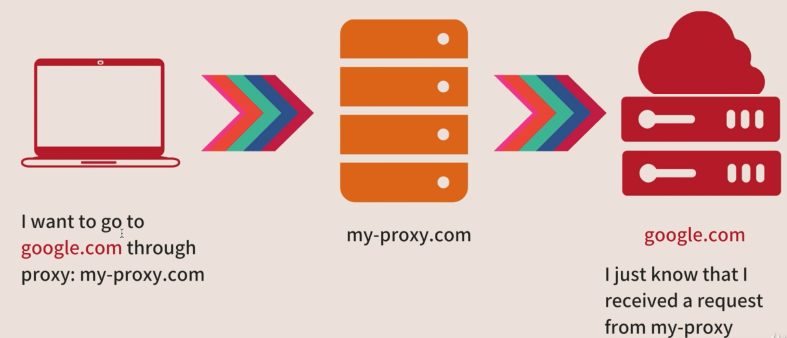 I want to go to
google.com through
proxy: my-proxy.com
my-proxy.com
google.com
I just know that I
received a request
from my-proxy